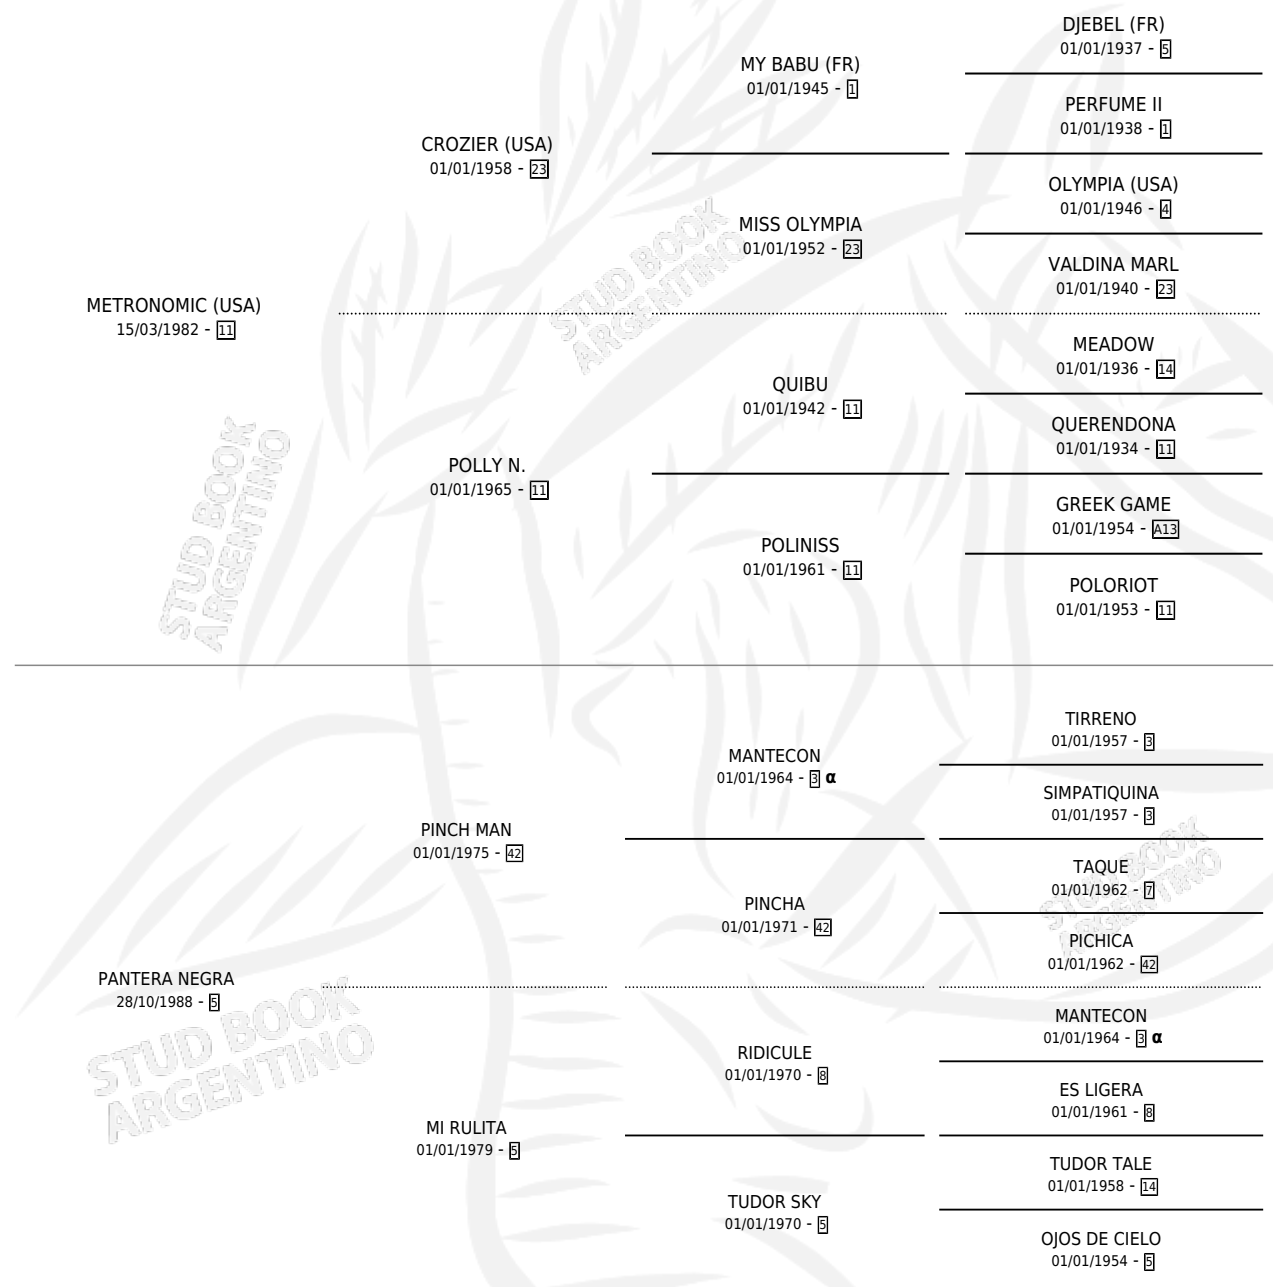 DJEBEL (FR)
01/01/1937 - 5
MY BABU (FR)
01/01/1945 - 1
PERFUME II
01/01/1938 - 1
CROZIER (USA)
01/01/1958 - 23
OLYMPIA (USA)
01/01/1946 - 4
MISS OLYMPIA
01/01/1952 - 23
VALDINA MARL
01/01/1940 - 23
METRONOMIC (USA)
15/03/1982 - 11
MEADOW
01/01/1936 - 14
QUIBU
01/01/1942 - 11
QUERENDONA
01/01/1934 - 11
POLLY N.
01/01/1965 - 11
GREEK GAME
01/01/1954 - A13
POLINISS
01/01/1961 - 11
POLORIOT
01/01/1953 - 11
TIRRENO
01/01/1957 - 3
MANTECON
01/01/1964 - 3 α
SIMPATIQUINA
01/01/1957 - 3
PINCH MAN
01/01/1975 - 42
TAQUE
01/01/1962 - 7
PINCHA
01/01/1971 - 42
PICHICA
01/01/1962 - 42
PANTERA NEGRA
28/10/1988 - 5
MANTECON
01/01/1964 - 3 α
RIDICULE
01/01/1970 - 8
ES LIGERA
01/01/1961 - 8
MI RULITA
01/01/1979 - 5
TUDOR TALE
01/01/1958 - 14
TUDOR SKY
01/01/1970 - 5
OJOS DE CIELO
01/01/1954 - 5
STUD BOOK
ARGENTINO
STUD BOOK
ARGENTINO
STUD BOOK
ARGENTINO
STUD BOOK
ARGENTINO